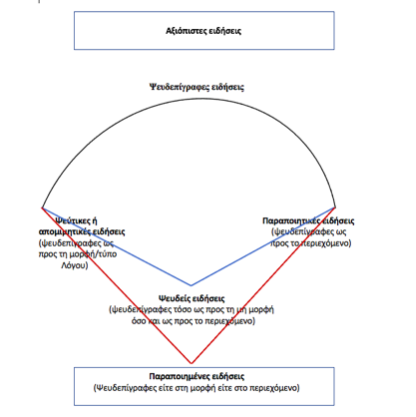 Αξιόπιστες ειδήσεις
Ψευδεπίγραφες ειδήσεις
Ψεύτικες ή
απομιμητικές ειδήσεις
(ψευδεπίγραφες ως
προς τη μορφή/τύπο
Λόγου)
Παραποιητικές ειδήσεις
(ψευδεπίγραφες ως
προς το περιεχόμενο)
Ψευδείς ειδήσεις
(ψευδεπίγραφες τόσο ως προς τη μη μορφή
όσο και ως προς το περιεχόμενο)
Παραποιημένες ειδήσεις
(Ψευδεπίγραφες είτε στη μορφή είτε στο περιεχόμενο)